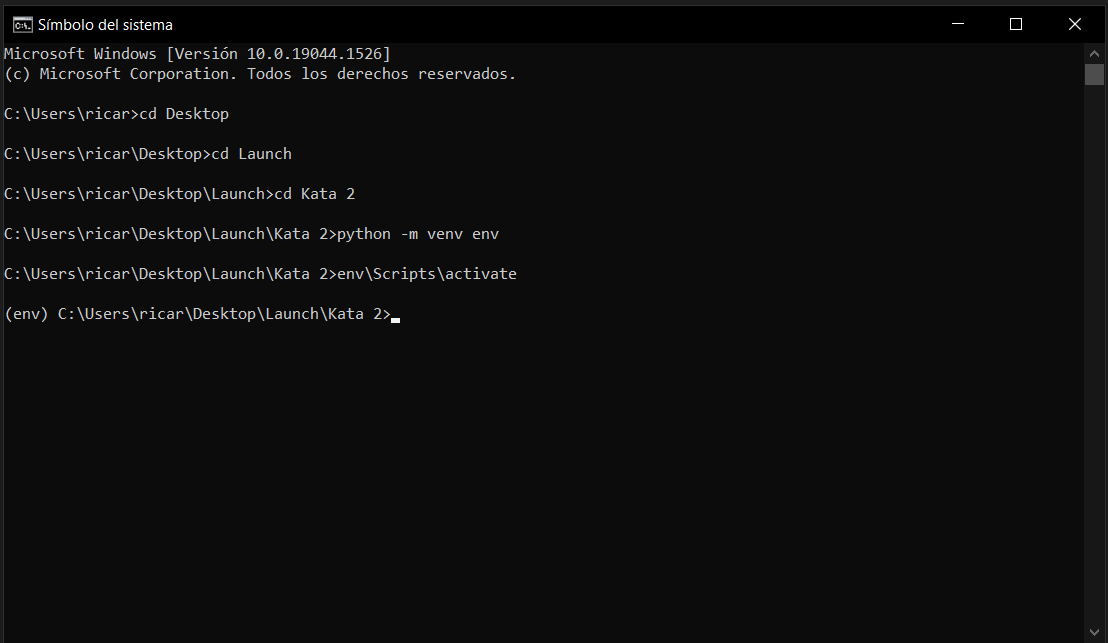 Símbolo del sistema
Microsoft Windows [Versión 10.0.19044.1526]
(c) Microsoft Corporation. Todos los derechos reservados.
C:\Users\ricar>cd Desktop
C:\Users\ricar\Desktop>cd Launch
C:\Users\ricar\Desktop\Launch>cd Kata 2
C:\Users\ricar\Desktop\Launch\Kata 2>python -m venv env
C:\Users\ricar\Desktop\Launch\Kata 2>env\Scripts\activate
(env) C:\Users\ricar\Desktop\Launch\Kata 2>